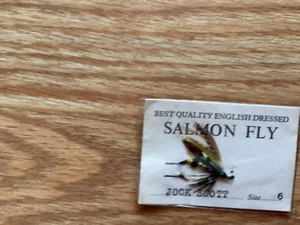 BEST QUALITY ENGLISH DRESSED
SALMON FLY
JOCK SCOTT Size 6